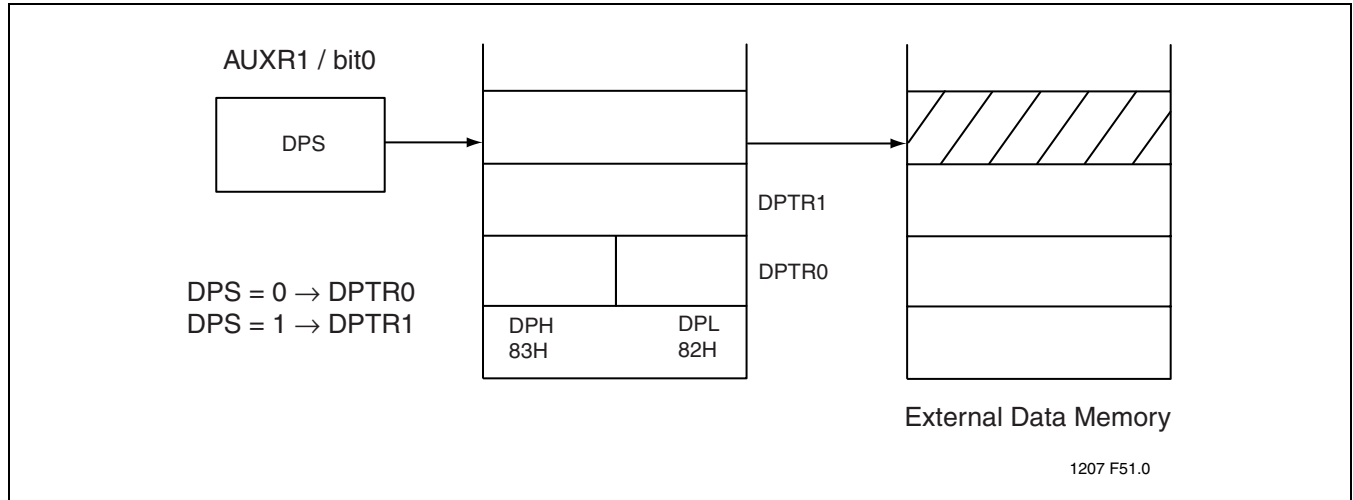 AUXR1 / bit0
DPS
DPTR1
DPTR0
DPS = 0 → DPTR0
DPS = 1 → DPTR1
DPH DPL
83H 82H
External Data Memory
1207 F51.0